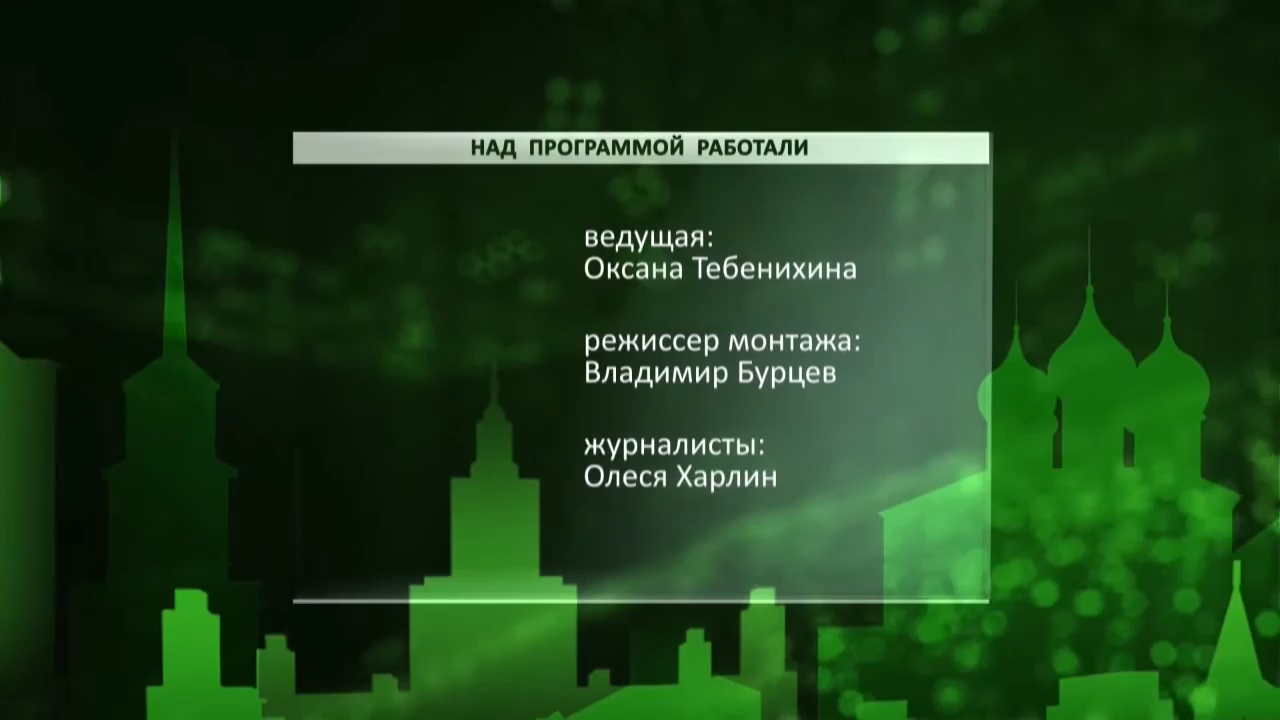 НАД ПРОГРАММОЙ РАБОТАЛИ
ведущая:
Оксана Тебенихина
режиссер монтажа:
Владимир Бурцев
журналисты:
Олеся Харлин